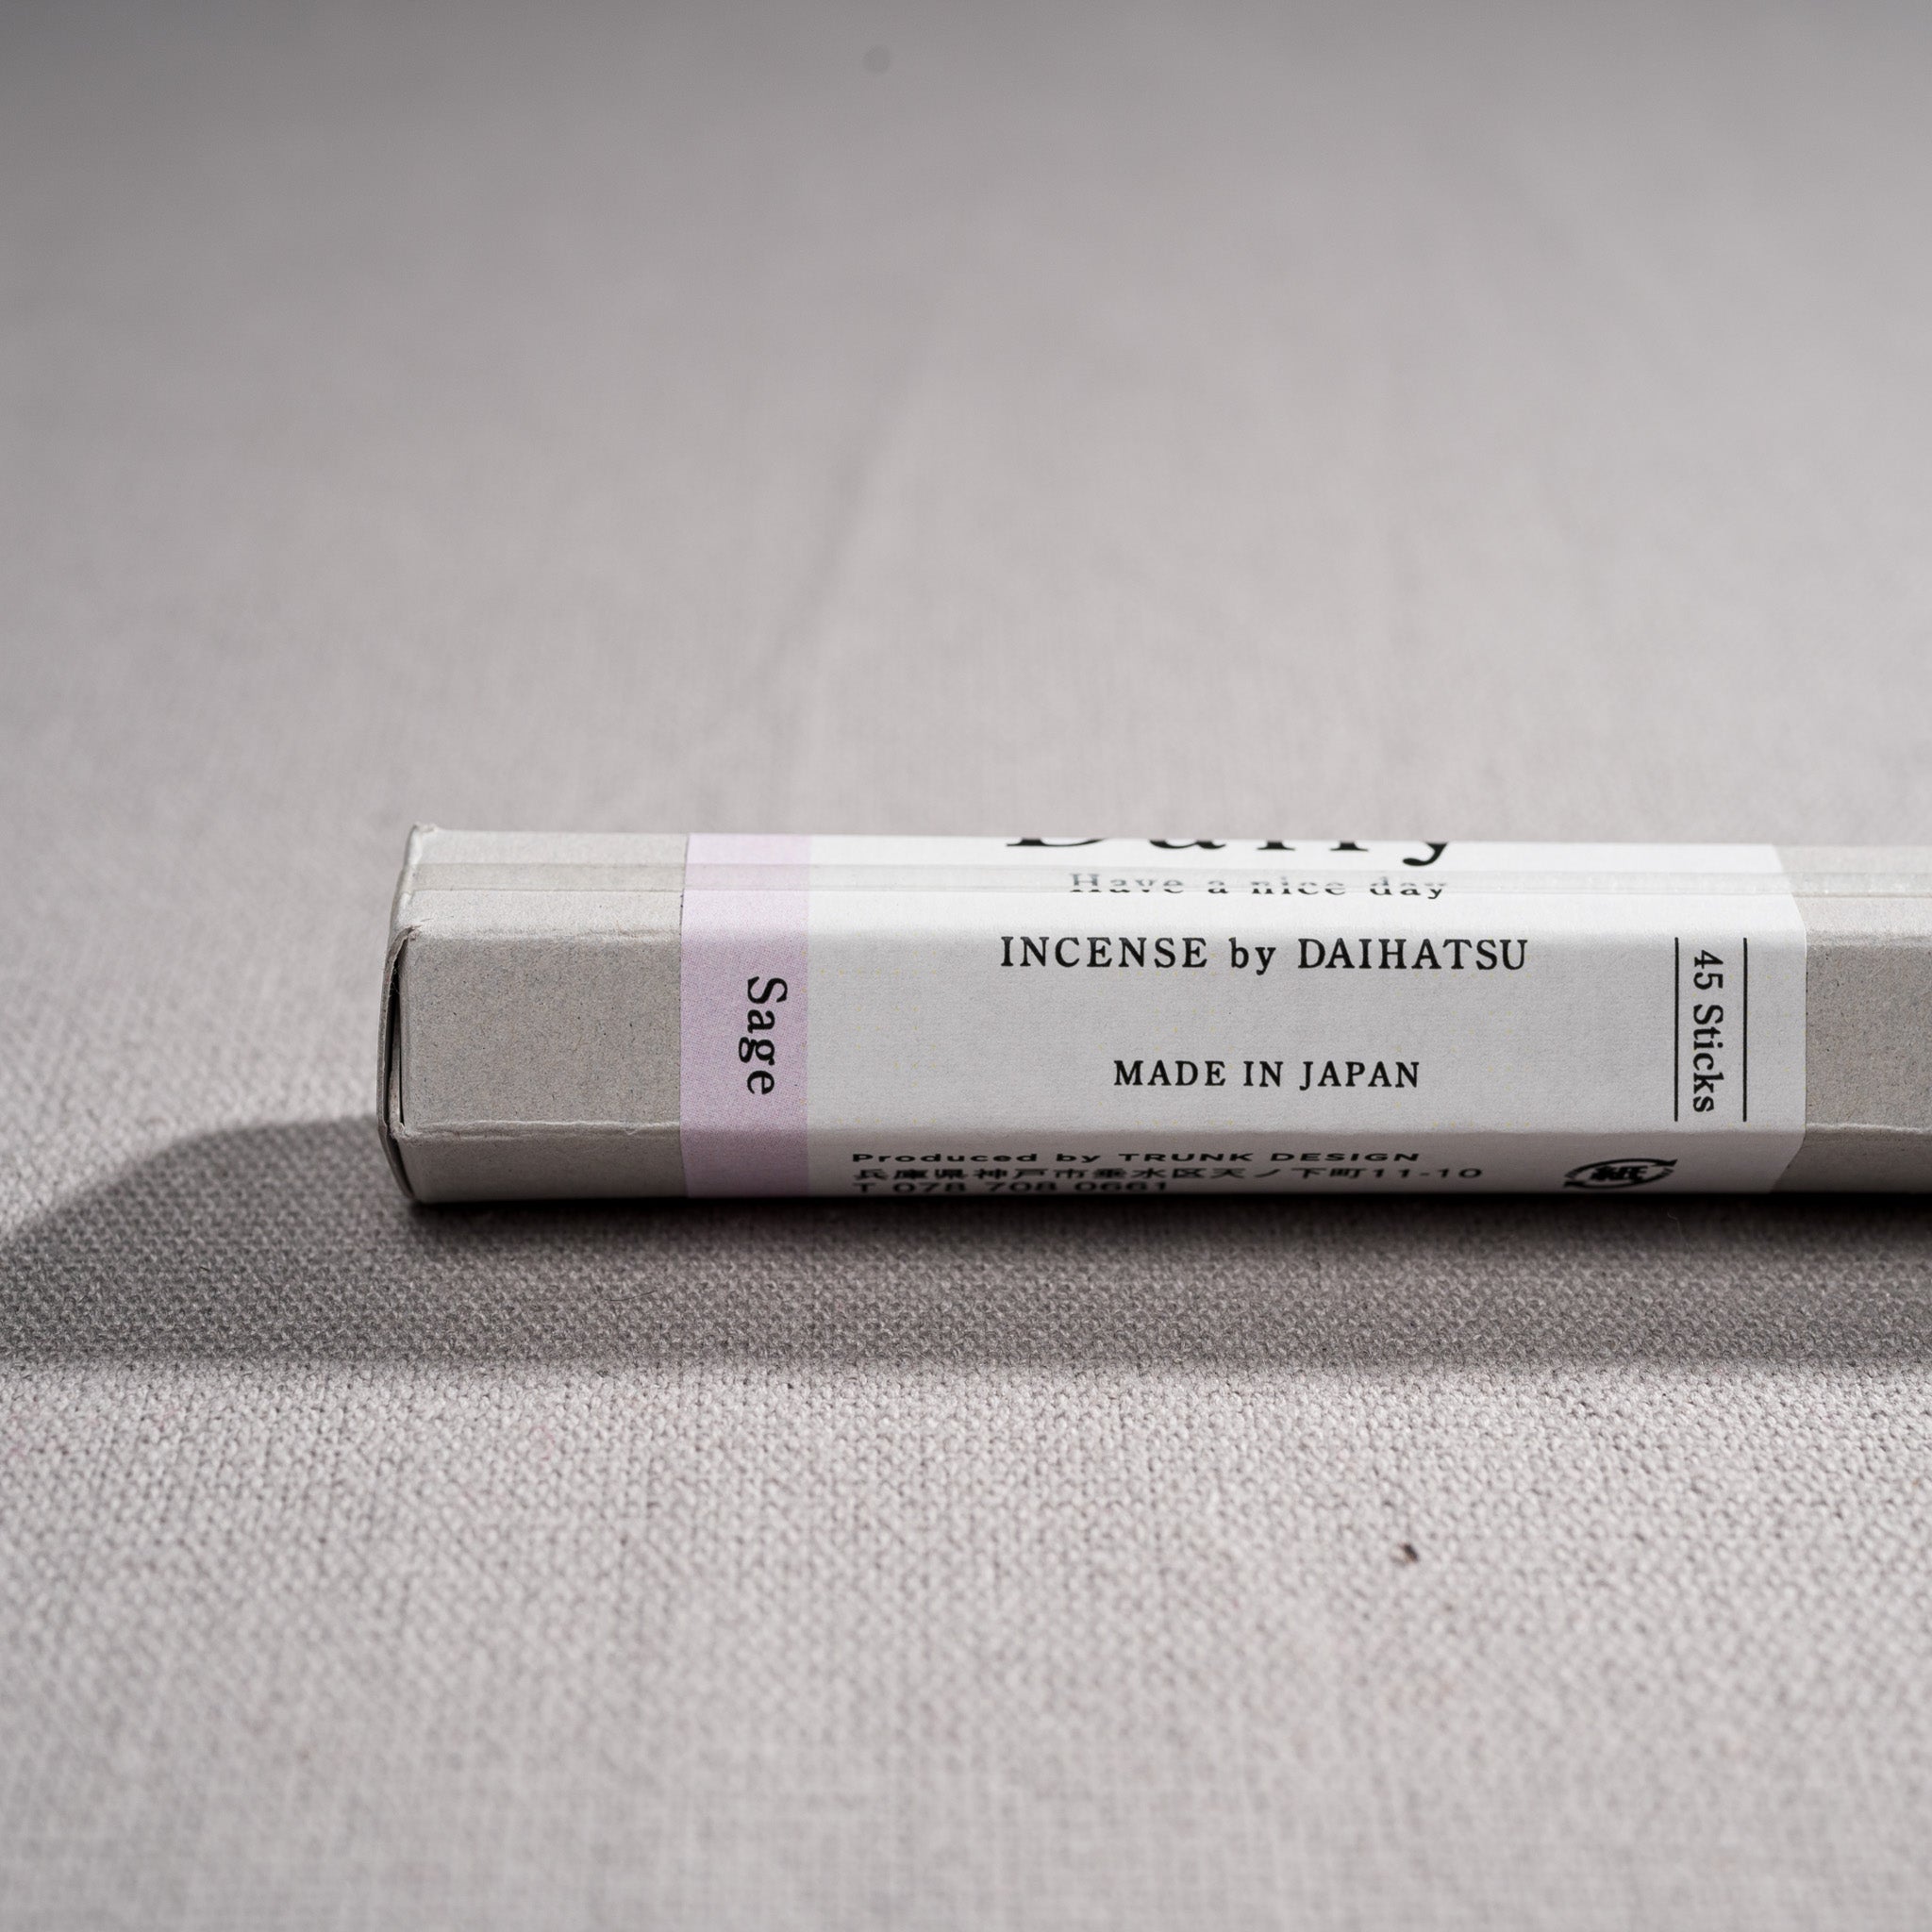 Daily
Have a nice day
INCENSE by DAIHATSU
MADE IN JAPAN
Sage
45 Sticks
Produced by TRUNK DESIGN
兵庫県神戸市垂水区天ノ下町11-10
T 078 708 0661
紙